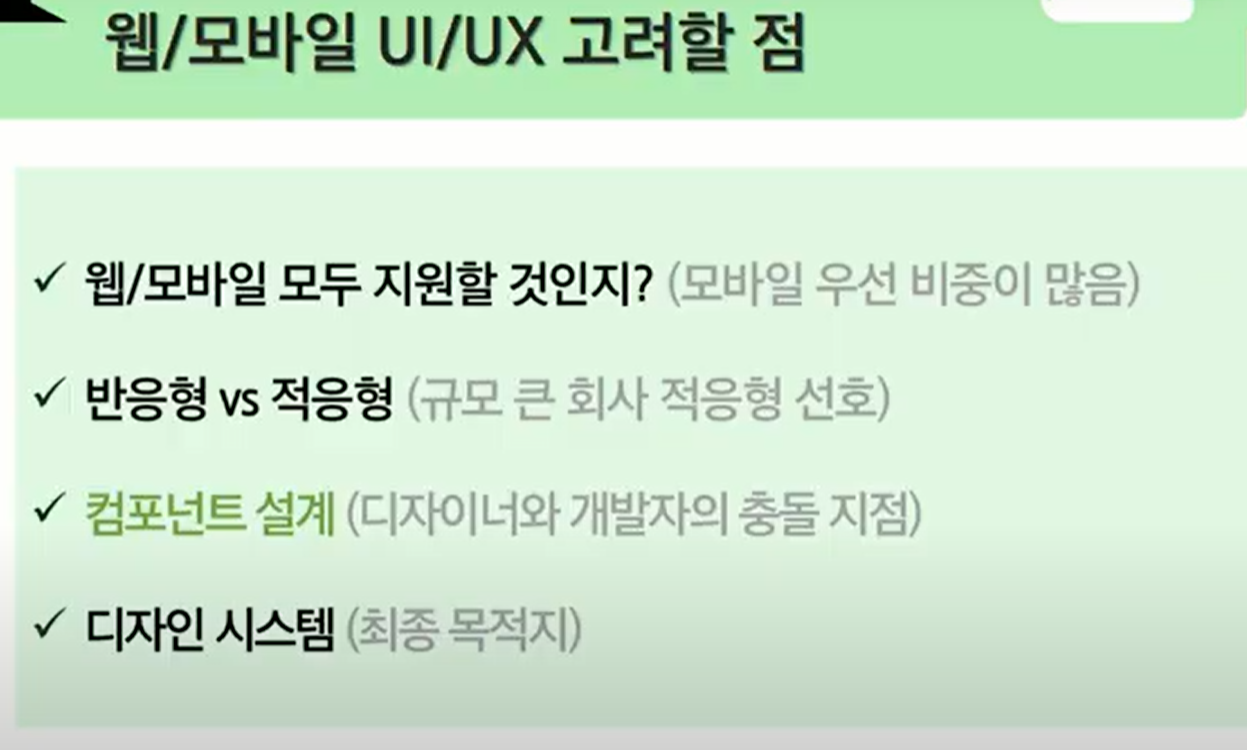 웹/모바일 UI/UX 고려할 점
✓ 웹/모바일 모두 지원할 것인지? (모바일 우선 비중이 많음)
✓ 반응형 vs 적응형 (규모 큰 회사 적응형 선호)
✓ 컴포넌트 설계 (디자이너와 개발자의 충돌 지점)
✓ 디자인 시스템 (최종 목적지)